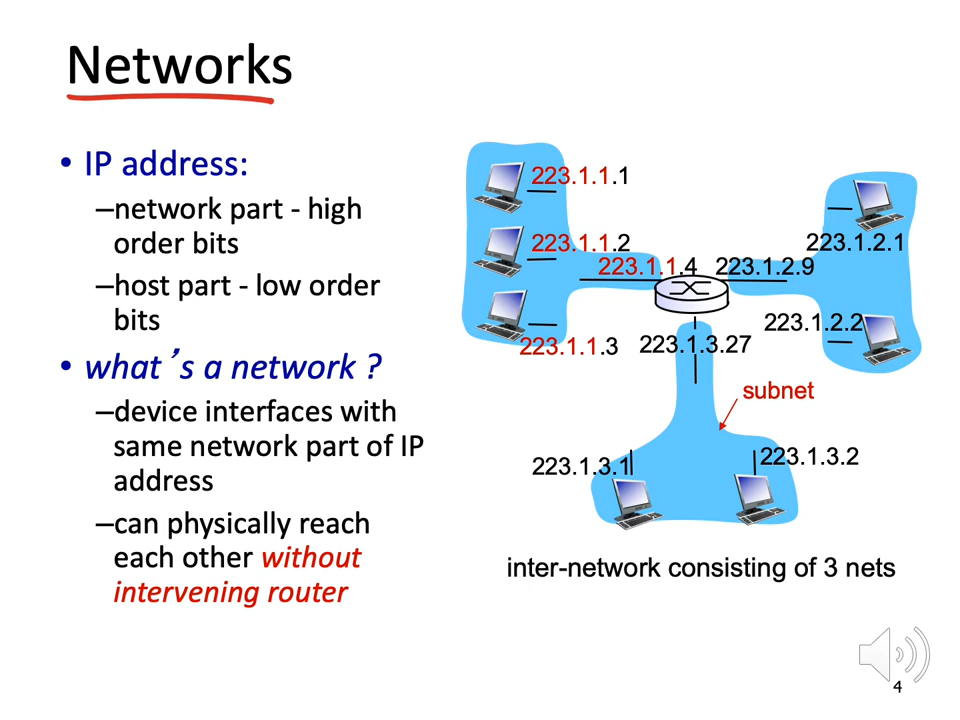 Networks
• IP address:
–network part - high
order bits
–host part - low order
bits
• what’s a network ?
–device interfaces with
same network part of IP
address
–can physically reach
each other without
intervening router
223.1.1.1
223.1.1.2
223.1.1.4
223.1.1.3
223.1.2.9
223.1.2.1
223.1.2.2
223.1.3.27
subnet
223.1.3.1
223.1.3.2
inter-network consisting of 3 nets
4